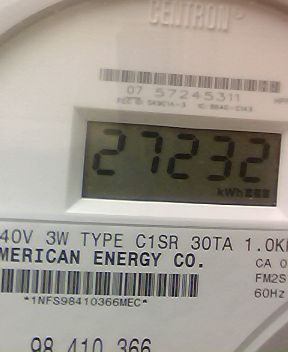 CENTRON®
07 57245311
27232
kWh
40V 3W TYPE C1SR 30TA 1.0K
MERICAN ENERGY CO.
CA 0
FM2S
*1NFS98410366MEC*
60Hz
98 410 366